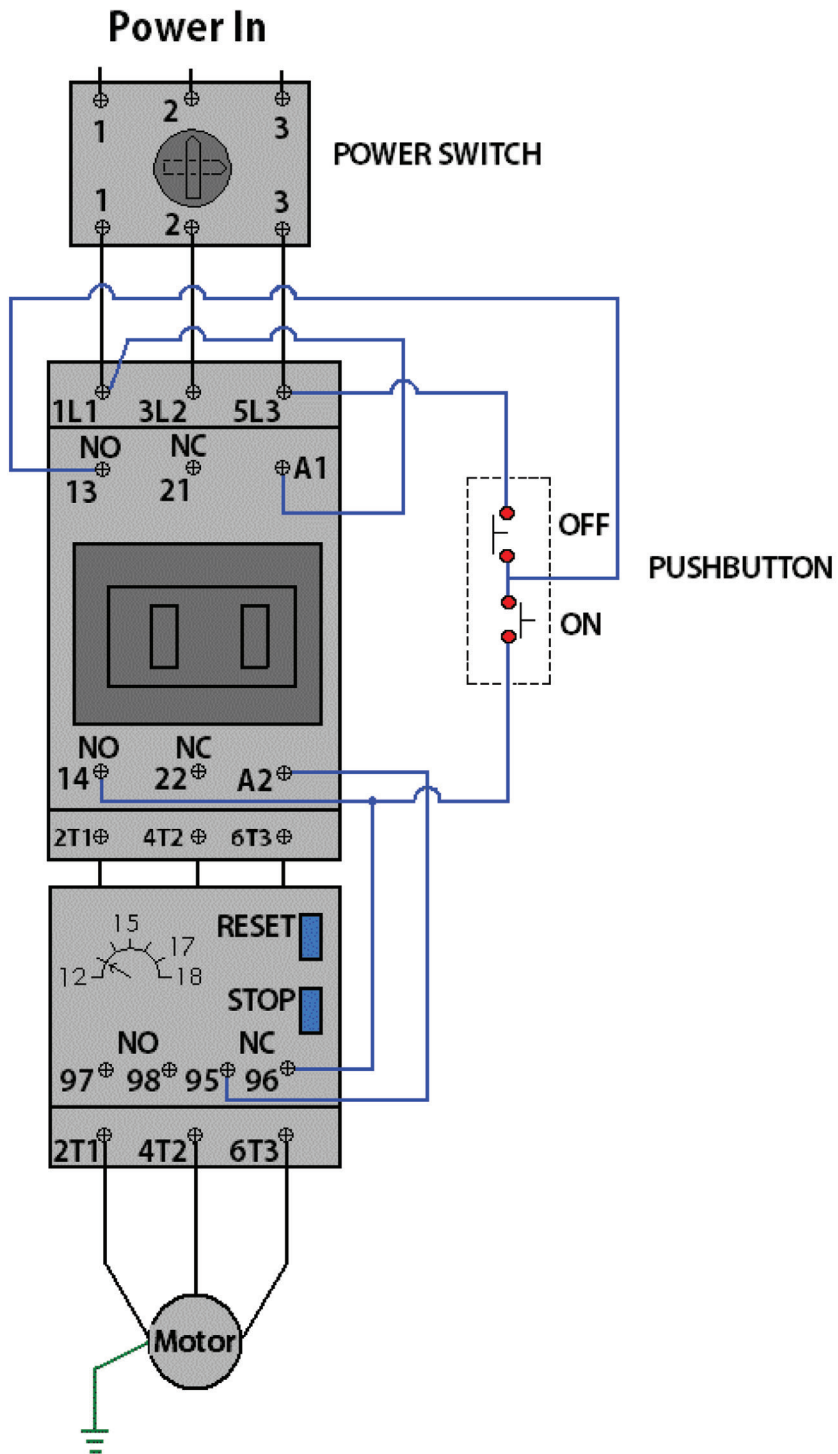 Power In
1 2 3
POWER SWITCH
1 2 3
1L1 3L2 5L3
NO NC
13 21 A1
OFF
PUSHBUTTON
ON
NO NC
14 22 A2
2T1 4T2 6T3
15
RESET
17
12 18
STOP
NO NC
97 98 95 96
2T1 4T2 6T3
Motor